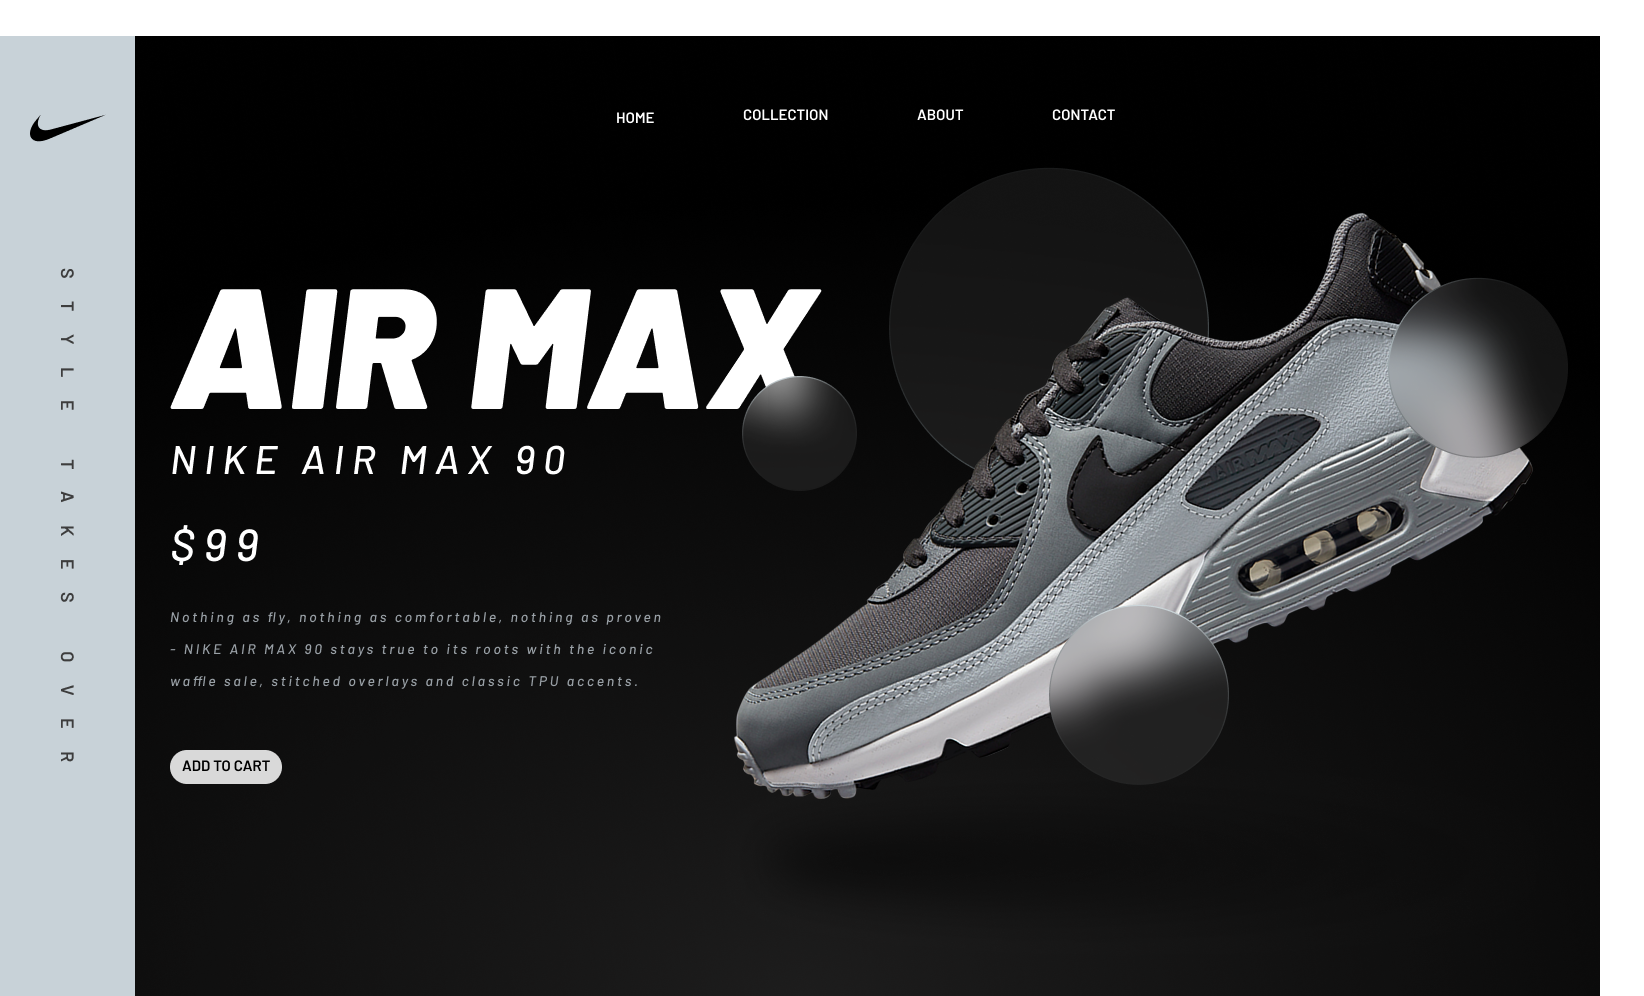 HOME
COLLECTION
ABOUT
CONTACT
STYLE TAKES OVER
AIR MAX
NIKE AIR MAX 90
$99
Nothing as fly, nothing as comfortable, nothing as proven
- NIKE AIR MAX 90 stays true to its roots with the iconic
waffle sale, stitched overlays and classic TPU accents.
ADD TO CART
AIR MAX